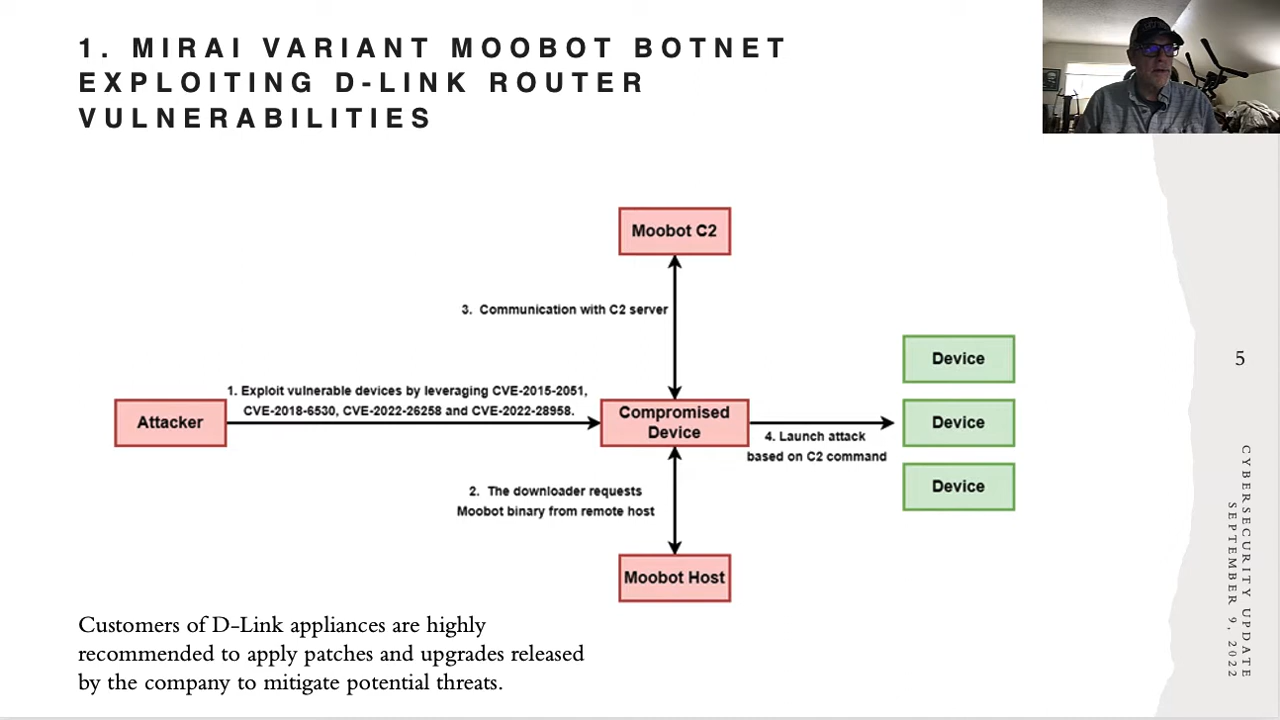 1. MIRAI VARIANT MOOBOT BOTNET
EXPLOITING D-LINK ROUTER
VULNERABILITIES
Moobot C2
3. Communication with C2 server
1. Exploit vulnerable devices by leveraging CVE-2015-2051,
CVE-2018-6530, CVE-2022-26258 and CVE-2022-28958.
Attacker
Compromised
Device
4. Launch attack
based on C2 command
Device
Device
Device
2. The downloader requests
Moobot binary from remote host
Moobot Host
Customers of D-Link appliances are highly
recommended to apply patches and upgrades released
by the company to mitigate potential threats.
5
CYBERSECURITY UPDATE
SEPTEMBER 9, 2022